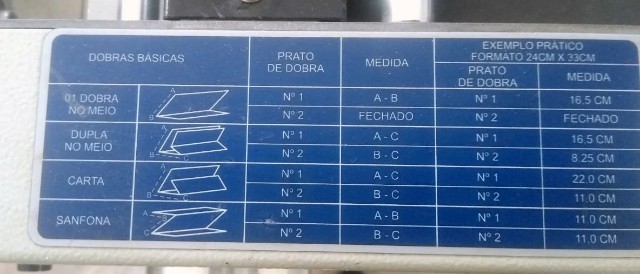 DOBRAS BÁSICAS PRATO DE DOBRA MEDIDA EXEMPLO PRÁTICO FORMATO 24CM X 33CM
PRATO DE DOBRA MEDIDA
01 DOBRA NO MEIO A B Nº 1 A - B Nº 1 16,5 CM
Nº 2 FECHADO Nº 2 FECHADO
DUPLA NO MEIO A B C Nº 1 A - C Nº 1 16,5 CM
Nº 2 B - C Nº 2 8,25 CM
CARTA A B C Nº 1 A - C Nº 1 22,0 CM
Nº 2 B - C Nº 2 11,0 CM
SANFONA A B C Nº 1 A - B Nº 1 11,0 CM
Nº 2 B - C Nº 2 11,0 CM